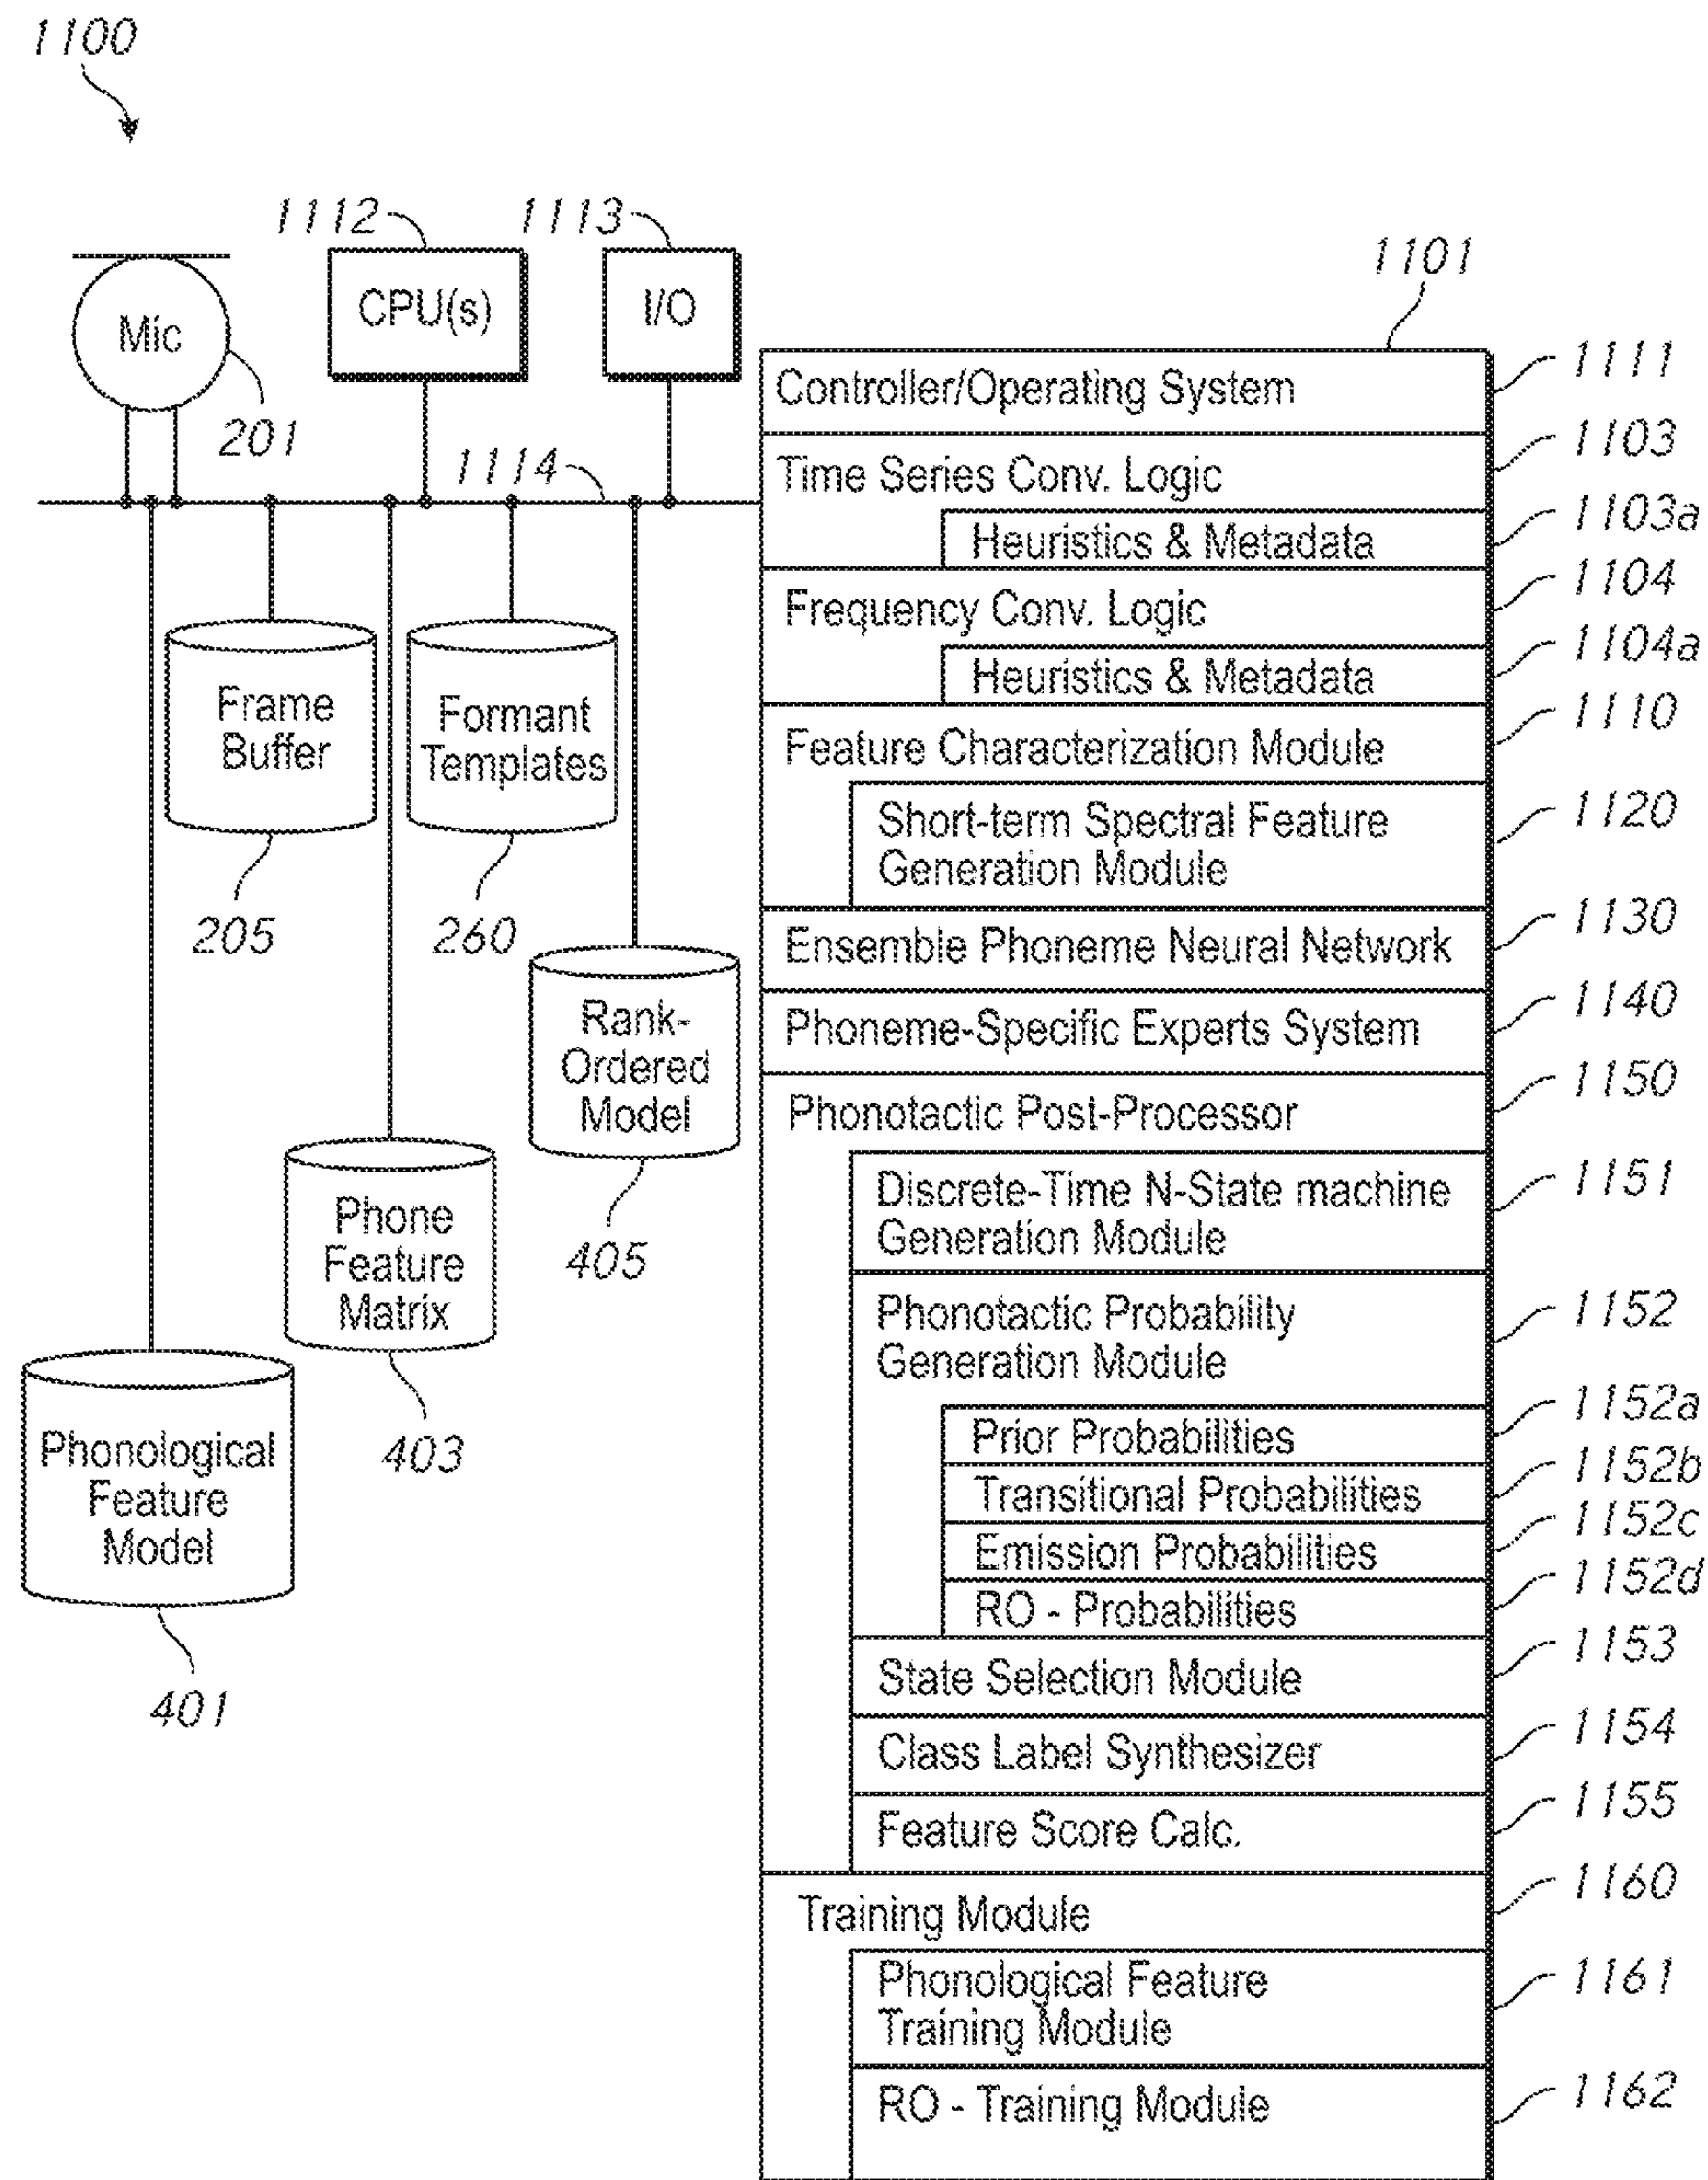 1100
1112
1113
Mic
CPU(s)
I/O
201
1114
1101
Controller/Operating System
1111
Time Series Conv. Logic
1103
Heuristics & Metadata
1103a
Frequency Conv. Logic
1104
Heuristics & Metadata
1104a
Feature Characterization Module
1110
Short-term Spectral Feature
Generation Module
1120
Ensemble Phoneme Neural Network
1130
Phoneme-Specific Experts System
1140
Phonotactic Post-Processor
1150
Discrete-Time N-State machine
Generation Module
1151
Phonotactic Probability
Generation Module
1152
Prior Probabilities
1152a
Transitional Probabilities
1152b
Emission Probabilities
1152c
RO - Probabilities
1152d
State Selection Module
1153
Class Label Synthesizer
1154
Feature Score Calc.
1155
Training Module
1160
Phonological Feature
Training Module
1161
RO - Training Module
1162
Frame
Buffer
205
Formant
Templates
260
Rank-
Ordered
Model
405
Phone
Feature
Matrix
403
Phonological
Feature
Model
401